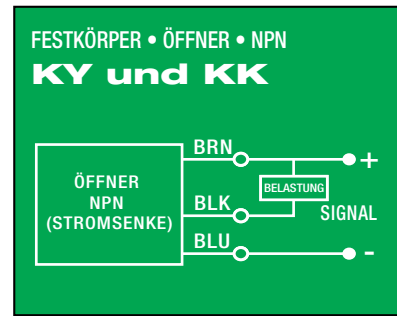 FESTKÖRPER • ÖFFNER • NPN
KY und KK
BRN
+
ÖFFNER
NPN
(STROMSENKE)
BELASTUNG
BLK
SIGNAL
BLU
-